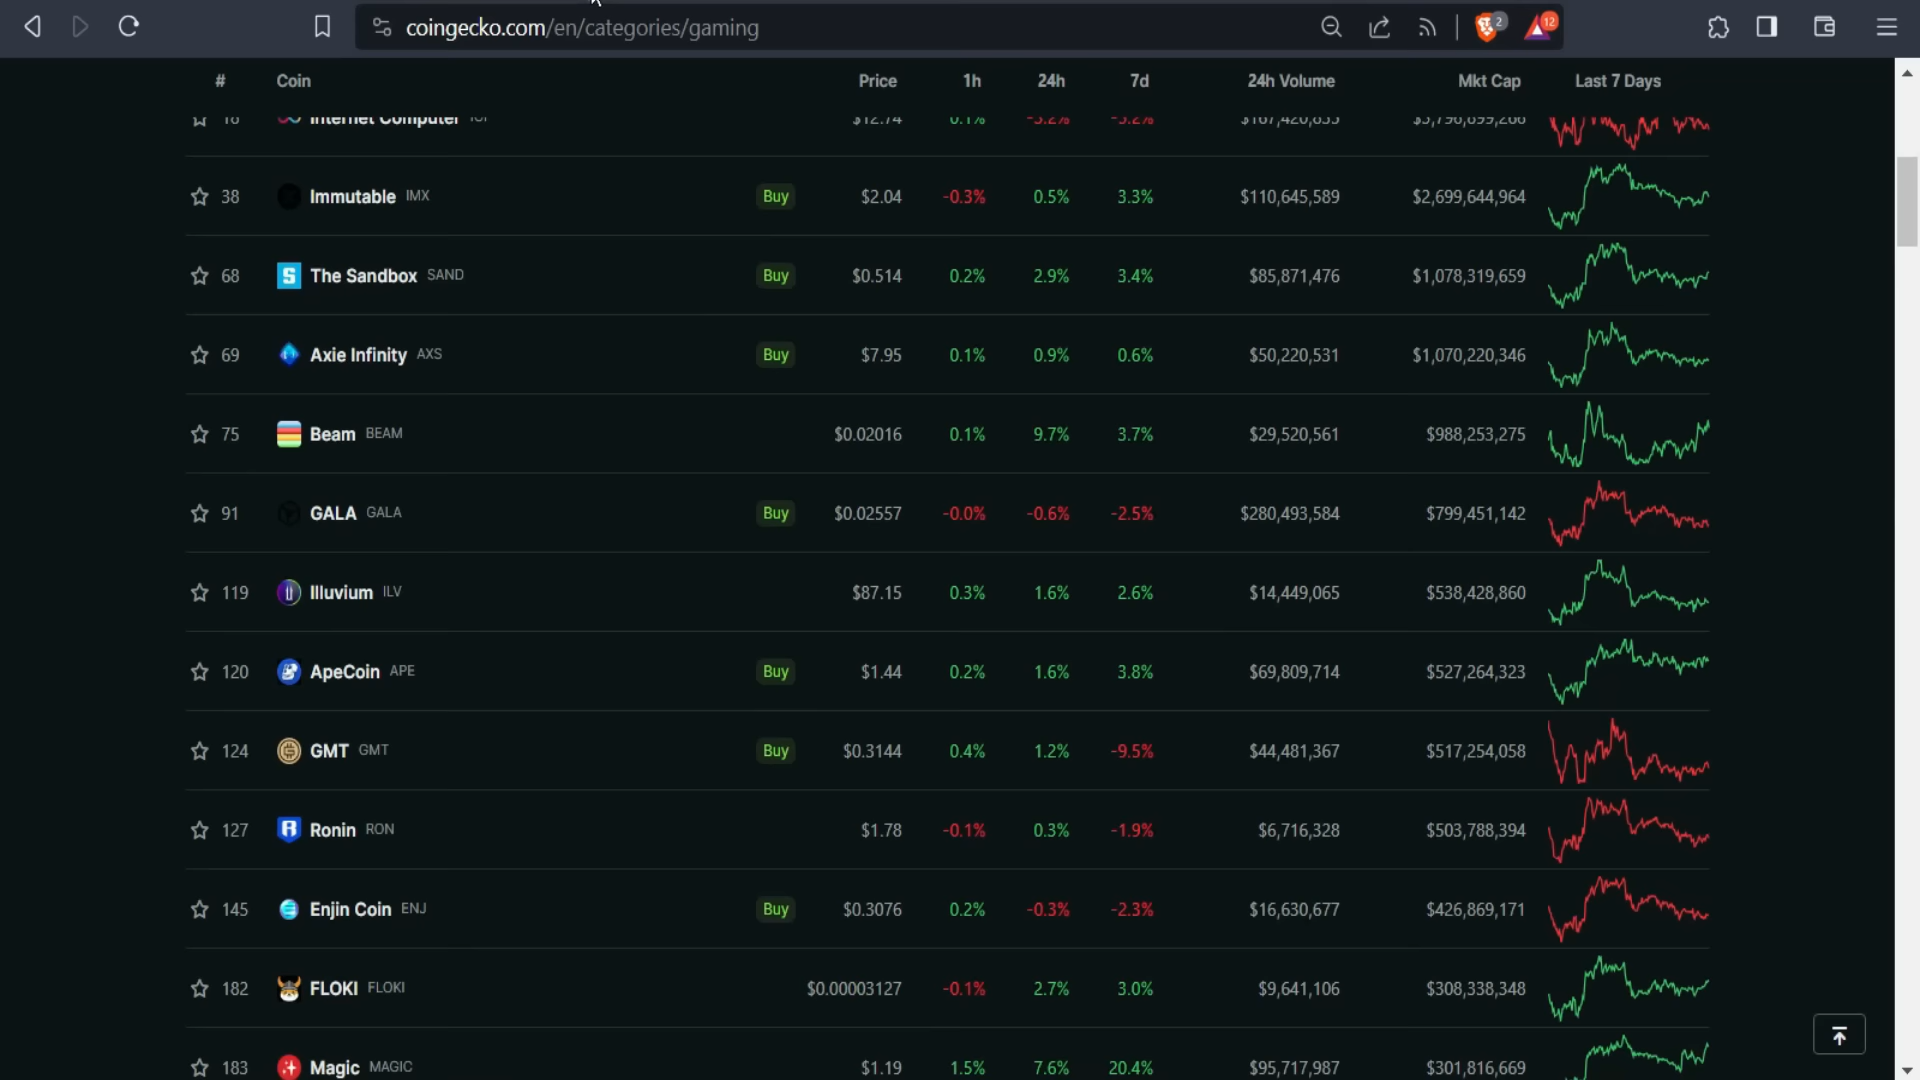 coingecko.com/en/categories/gaming 2 12
# Coin Price 1h 24h 7d 24h Volume Mkt Cap Last 7 Days
Internet Computer ICP $12.74 0.1%
38 Immutable IMX Buy $2.04 -0.3% 0.5% 3.3% $110,645,589 $2,699,644,964
68 The Sandbox SAND Buy $0.514 0.2% 2.9% 3.4% $85,871,476 $1,078,319,659
69 Axie Infinity AXS Buy $7.95 0.1% 0.9% 0.6% $50,220,531 $1,070,220,346
75 Beam BEAM $0.02016 0.1% 9.7% 3.7% $29,520,561 $988,253,275
91 GALA GALA Buy $0.02557 -0.0% -0.6% -2.5% $280,493,584 $799,451,142
119 Illuvium ILV $87.15 0.3% 1.6% 2.6% $14,449,065 $538,428,860
120 ApeCoin APE Buy $1.44 0.2% 1.6% 3.8% $69,809,714 $527,264,323
124 GMT GMT Buy $0.3144 0.4% 1.2% -9.5% $44,481,367 $517,254,058
127 Ronin RON $1.78 -0.1% 0.3% -1.9% $6,716,328 $503,788,394
145 Enjin Coin ENJ Buy $0.3076 0.2% -0.3% -2.3% $16,630,677 $426,869,171
182 FLOKI FLOKI $0.00003127 -0.1% 2.7% 3.0% $9,641,106 $308,338,348
183 Magic MAGIC $1.19 1.5% 7.6% 20.4% $95,717,987 $301,816,669